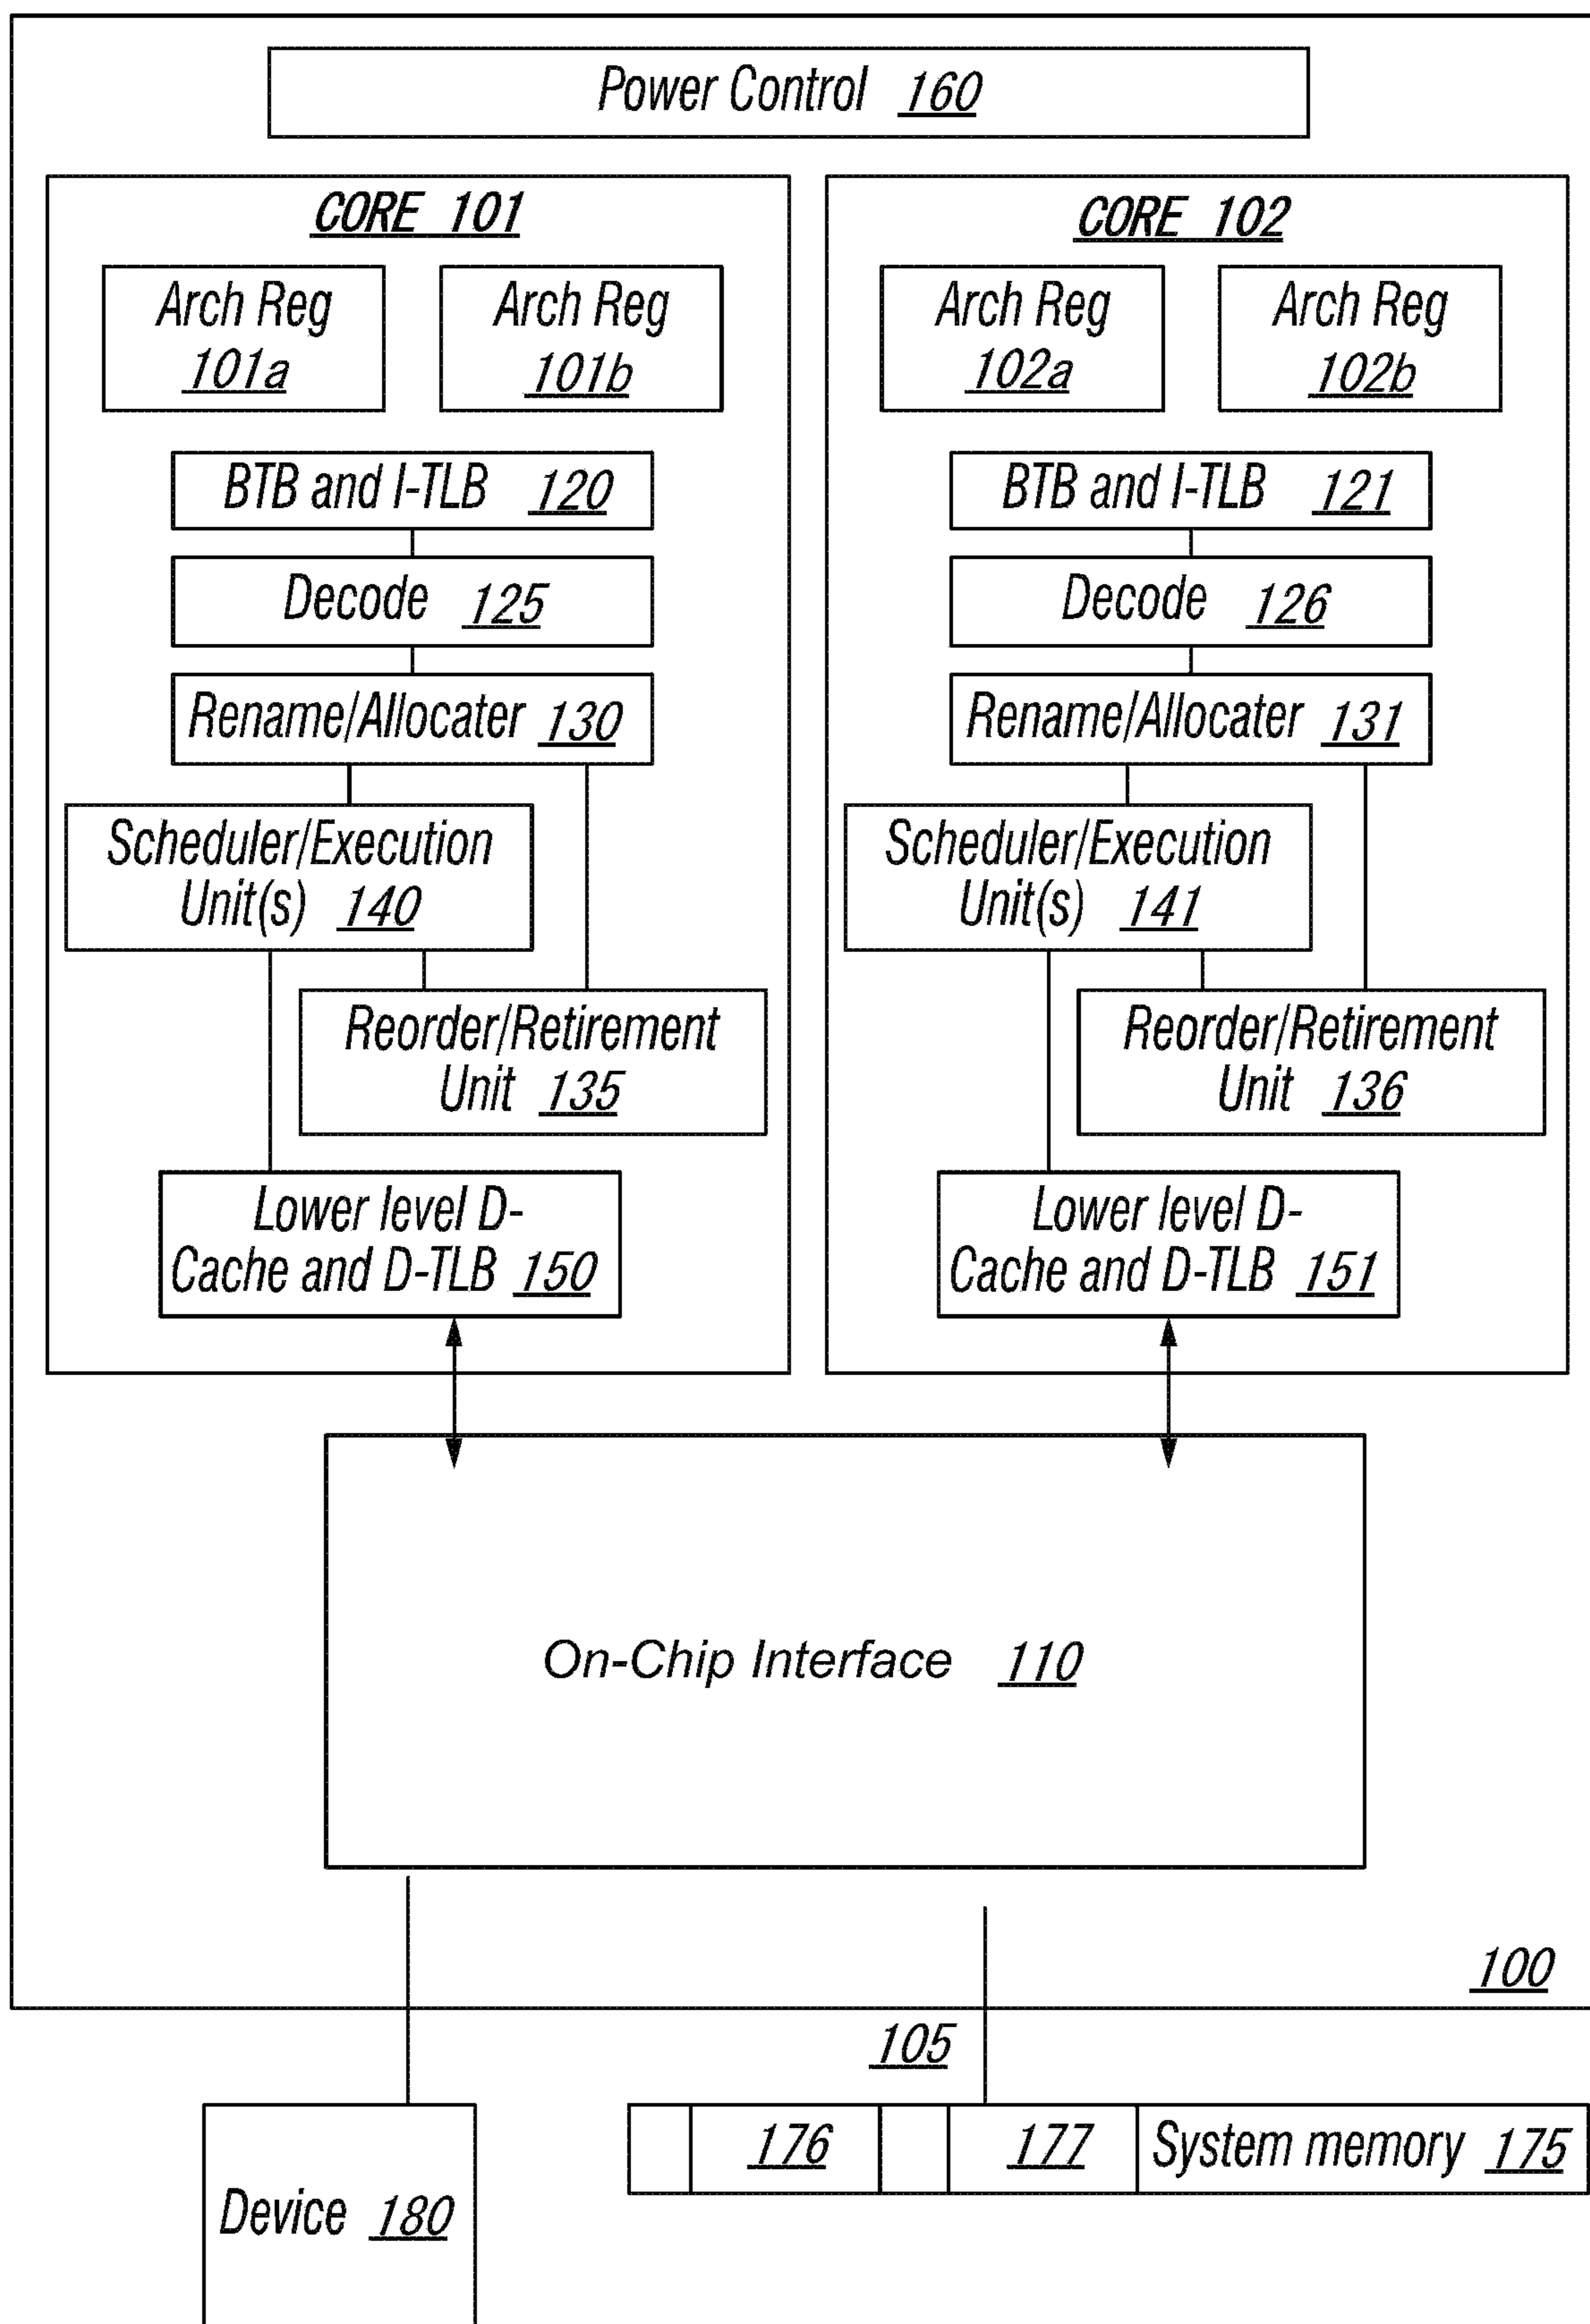 Power Control 160
CORE 101
Arch Reg
101a
Arch Reg
101b
BTB and I-TLB 120
Decode 125
Rename/Allocater 130
Scheduler/Execution
Unit(s) 140
Reorder/Retirement
Unit 135
Lower level D-
Cache and D-TLB 150
CORE 102
Arch Reg
102a
Arch Reg
102b
BTB and I-TLB 121
Decode 126
Rename/Allocater 131
Scheduler/Execution
Unit(s) 141
Reorder/Retirement
Unit 136
Lower level D-
Cache and D-TLB 151
On-Chip Interface 110
100
105
176
177
System memory 175
Device 180